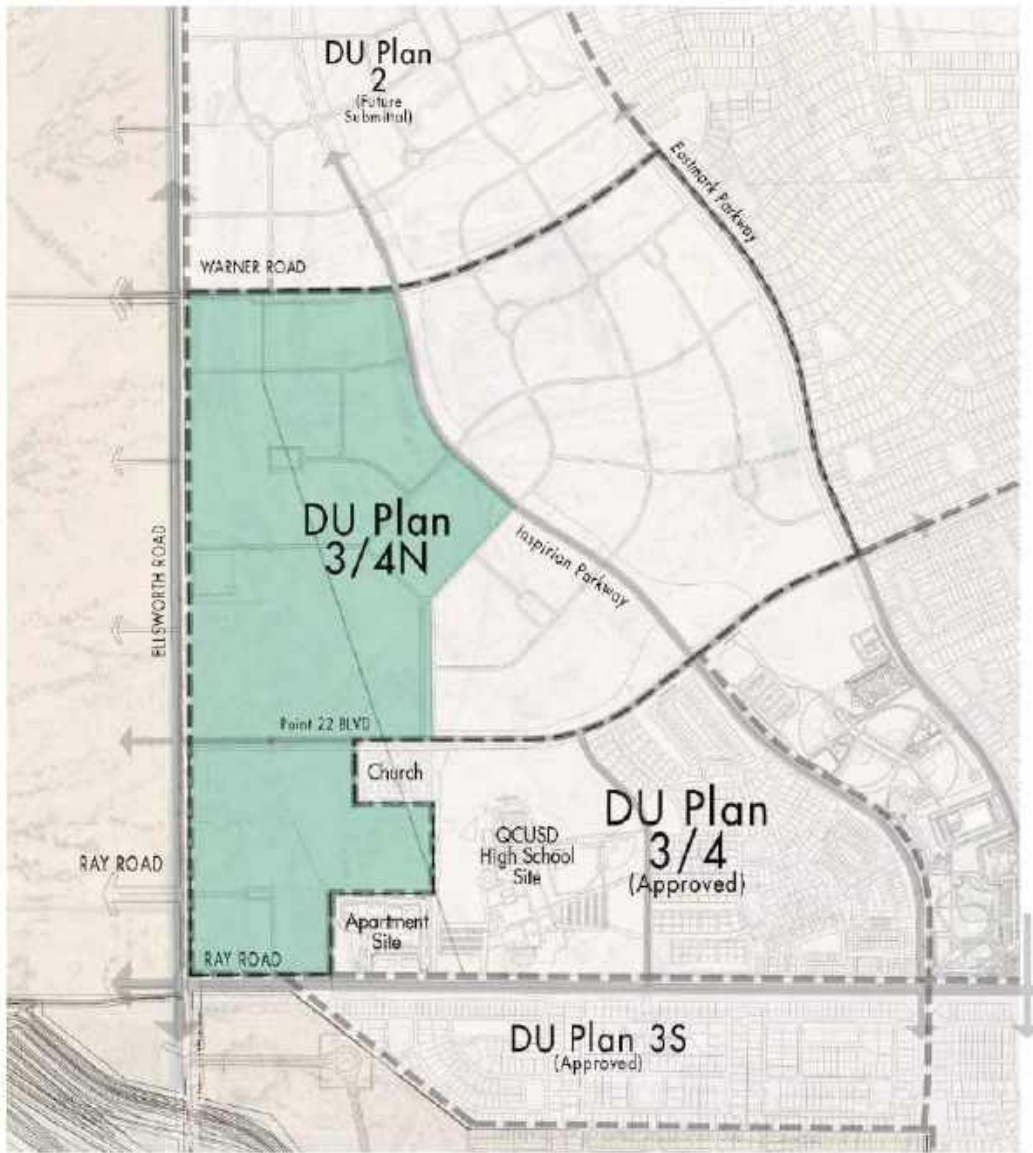 DU Plan
2
(Future
Submittal)
Eastmark Parkway
WARNER ROAD
DU Plan
3/4N
Inspirian Parkway
ELLSWORTH ROAD
Point 22 BLVD
Church
DU Plan
3/4
(Approved)
QCUSD
High School
Site
RAY ROAD
Apartment
Site
RAY ROAD
DU Plan 3S
(Approved)